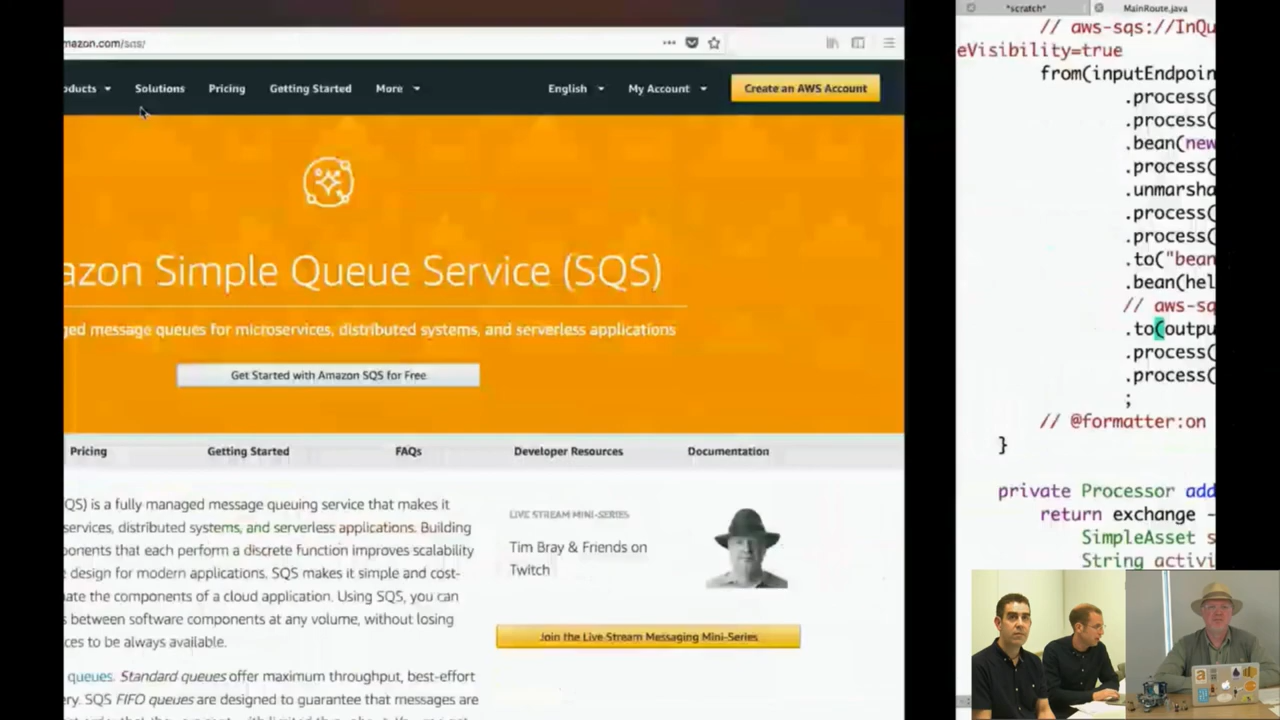 mazon.com/sqs/
oducts
Solutions
Pricing
Getting Started
More
English
My Account
Create an AWS Account
azon Simple Queue Service (SQS)
ged message queues for microservices, distributed systems, and serverless applications
Get Started with Amazon SQS for Free
Pricing
Getting Started
FAQs
Developer Resources
Documentation
QS) is a fully managed message queuing service that makes it
services, distributed systems, and serverless applications. Building
ponents that each perform a discrete function improves scalability
t design for modern applications. SQS makes it simple and cost-
uate the components of a cloud application. Using SQS, you can
s between software components at any volume, without losing
ices to be always available.
queues. Standard queues offer maximum throughput, best-effort
ery. SQS FIFO queues are designed to guarantee that messages are
LIVE STREAM MINI-SERIES
Tim Bray & Friends on
Twitch
Join the Live Stream Messaging Mini-Series
*scratch*
MainRoute.java
// aws-sqs://InQu
eVisibility=true
from(inputEndpoin
.process(
.process(
.bean(new
.process(
.unmarsha
.process(
.process(
.to("bean
.bean(hel
// aws-sq
.to(outpu
.process(
.process(
;
// @formatter:on
}
private Processor add
return exchange -
SimpleAsset s
String activi